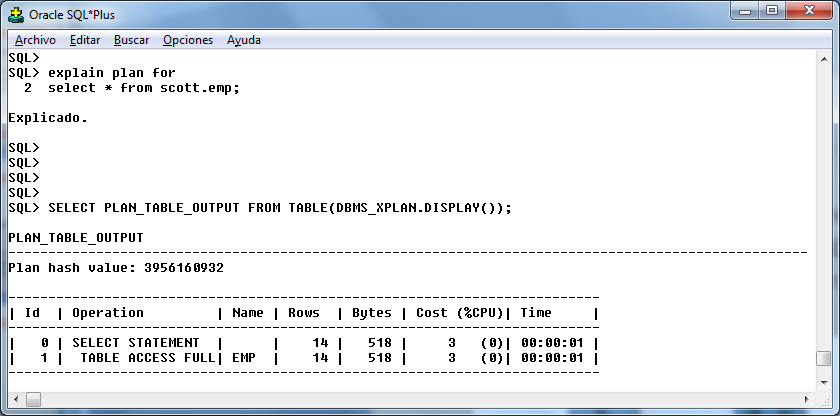 Oracle SQL*Plus
Archivo Editar Buscar Opciones Ayuda
SQL>
SQL> explain plan for
  2  select * from scott.emp;
Explicado.
SQL>
SQL>
SQL>
SQL>
SQL> SELECT PLAN_TABLE_OUTPUT FROM TABLE(DBMS_XPLAN.DISPLAY());
PLAN_TABLE_OUTPUT
----------------------------------------------------------------------------------------------------
Plan hash value: 3956160932
--------------------------------------------------------------------------
| Id  | Operation         | Name | Rows  | Bytes | Cost (%CPU)| Time     |
--------------------------------------------------------------------------
|   0 | SELECT STATEMENT  |      |    14 |   518 |     3   (0)| 00:00:01 |
|   1 |  TABLE ACCESS FULL| EMP  |    14 |   518 |     3   (0)| 00:00:01 |
--------------------------------------------------------------------------